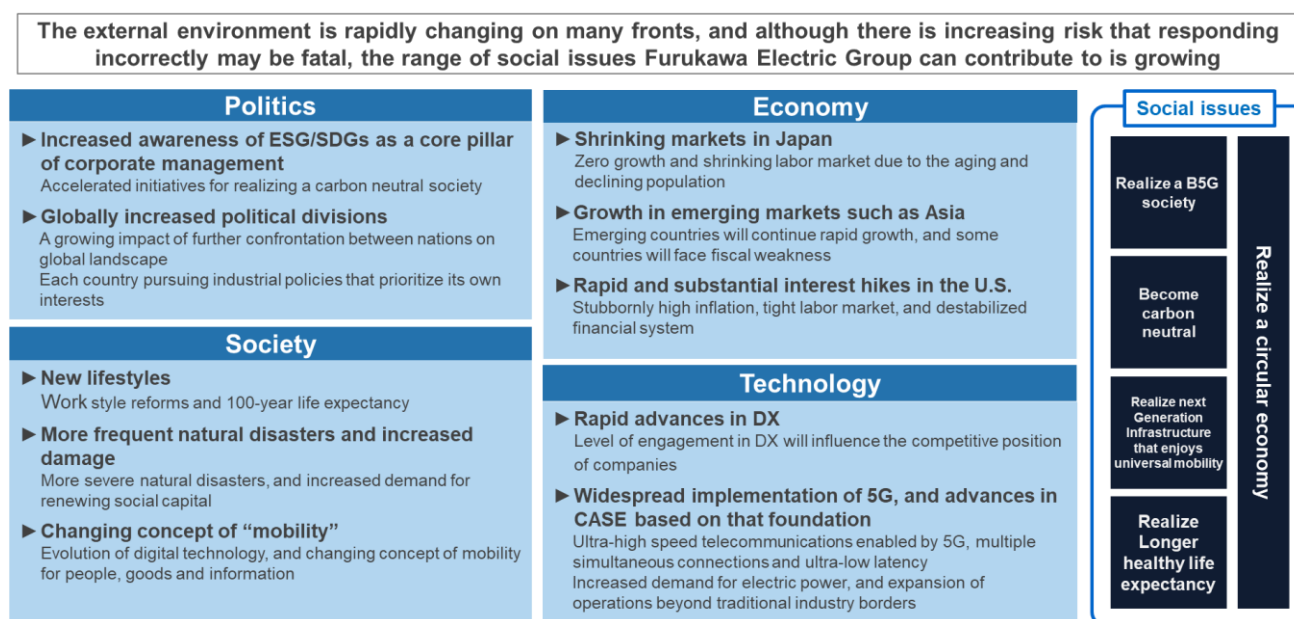 The external environment is rapidly changing on many fronts, and although there is increasing risk that responding
incorrectly may be fatal, the range of social issues Furukawa Electric Group can contribute to is growing
Politics
►Increased awareness of ESG/SDGs as a core pillar
of corporate management
Accelerated initiatives for realizing a carbon neutral society
►Globally increased political divisions
A growing impact of further confrontation between nations on
global landscape
Each country pursuing industrial policies that prioritize its own
interests
Society
►New lifestyles
Work style reforms and 100-year life expectancy
►More frequent natural disasters and increased
damage
More severe natural disasters, and increased demand for
renewing social capital
►Changing concept of “mobility”
Evolution of digital technology, and changing concept of mobility
for people, goods and information
Economy
►Shrinking markets in Japan
Zero growth and shrinking labor market due to the aging and
declining population
►Growth in emerging markets such as Asia
Emerging countries will continue rapid growth, and some
countries will face fiscal weakness
►Rapid and substantial interest hikes in the U.S.
Stubbornly high inflation, tight labor market, and destabilized
financial system
Technology
►Rapid advances in DX
Level of engagement in DX will influence the competitive position
of companies
►Widespread implementation of 5G, and advances in
CASE based on that foundation
Ultra-high speed telecommunications enabled by 5G, multiple
simultaneous connections and ultra-low latency
Increased demand for electric power, and expansion of
operations beyond traditional industry borders
Social issues
Realize a B5G
society
Become
carbon
neutral
Realize next
Generation
Infrastructure
that enjoys
universal mobility
Realize
Longer
healthy life
expectancy
Realize a circular economy